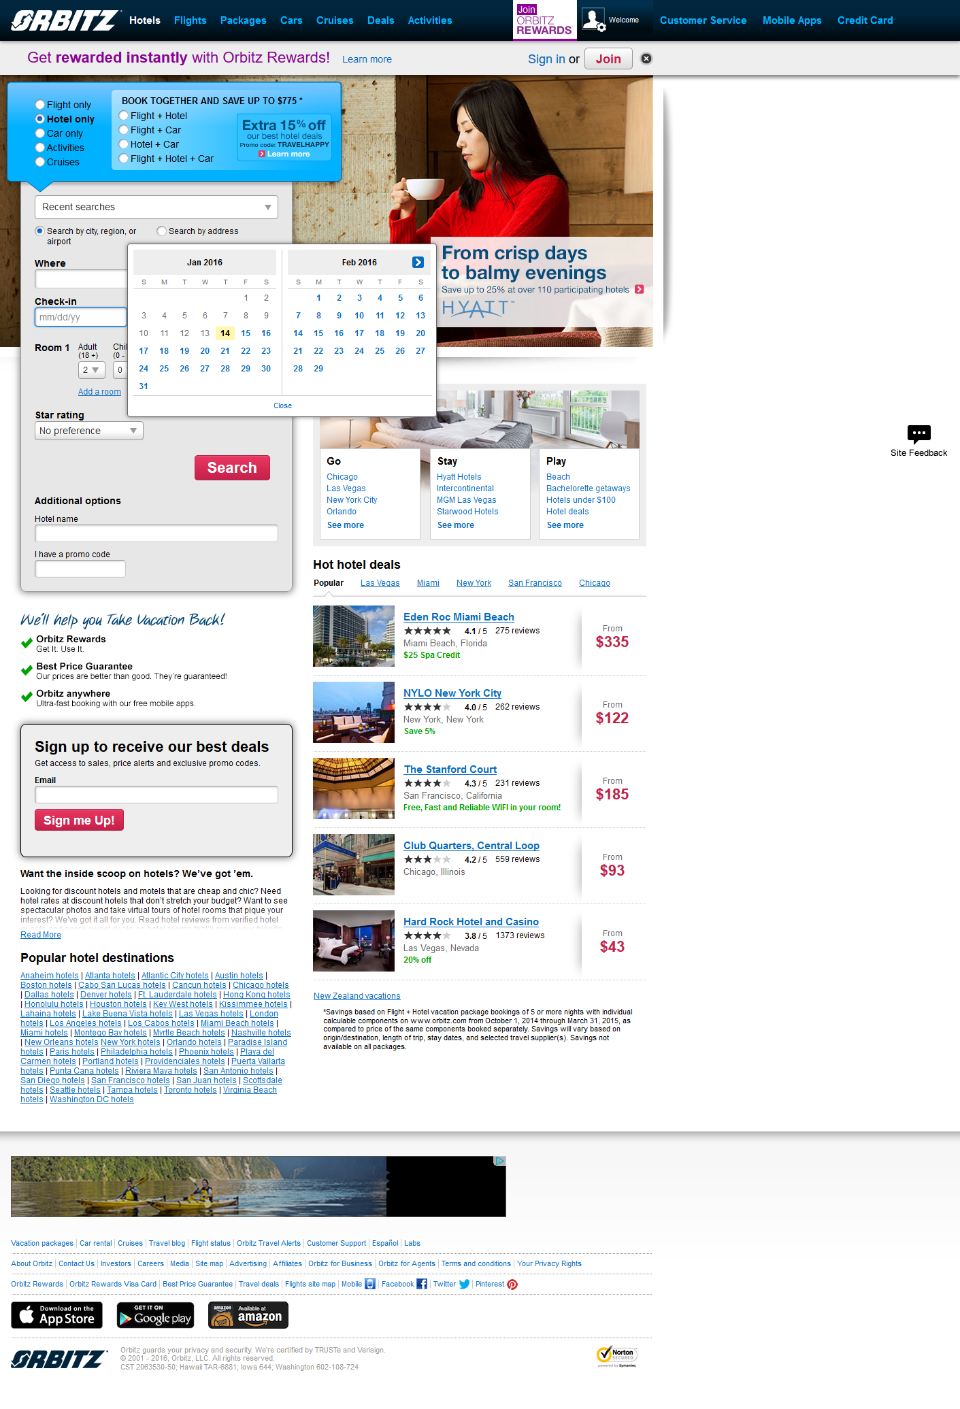 ORBITZ Hotels Flights Packages Cars Cruises Deals Activities Join ORBITZ REWARDS Welcome Customer Service Mobile Apps Credit Card
Get rewarded instantly with Orbitz Rewards! Learn more Sign in or Join
Flight only
Hotel only
Car only
Activities
Cruises
BOOK TOGETHER AND SAVE UP TO $775 *
Flight + Hotel
Flight + Car
Hotel + Car
Flight + Hotel + Car
Extra 15% off
our best hotel deals
Promo code: TRAVELHAPPY
Learn more
Recent searches
Search by city, region, or airport
Search by address
Where
Check-in
mm/dd/yy
Room 1 Adult (18 +) Chi (0 -
2 0
Add a room
Star rating
No preference
Search
Additional options
Hotel name
I have a promo code
Jan 2016
S M T W T F S
1 2
3 4 5 6 7 8 9
10 11 12 13 14 15 16
17 18 19 20 21 22 23
24 25 26 27 28 29 30
31
Feb 2016
S M T W T F S
1 2 3 4 5 6
7 8 9 10 11 12 13
14 15 16 17 18 19 20
21 22 23 24 25 26 27
28 29
Close
From crisp days
to balmy evenings
Save up to 25% at over 110 participating hotels
HYATT
Go
Chicago
Las Vegas
New York City
Orlando
See more
Stay
Hyatt Hotels
Intercontinental
MGM Las Vegas
Starwood Hotels
See more
Play
Beach
Bachelorette getaways
Hotels under $100
Hotel deals
See more
Site Feedback
Hot hotel deals
Popular Las Vegas Miami New York San Francisco Chicago
Eden Roc Miami Beach
4.1 / 5 275 reviews
Miami Beach, Florida
$25 Spa Credit
From
$335
NYLO New York City
4.0 / 5 262 reviews
New York, New York
Save 5%
From
$122
The Stanford Court
4.3 / 5 231 reviews
San Francisco, California
Free, Fast and Reliable WIFI in your room!
From
$185
Club Quarters, Central Loop
4.2 / 5 559 reviews
Chicago, Illinois
From
$93
Hard Rock Hotel and Casino
3.8 / 5 1373 reviews
Las Vegas, Nevada
20% off
From
$43
New Zealand vacations
*Savings based on Flight + Hotel vacation package bookings of 5 or more nights with individual
calculable components on www.orbitz.com from October 1, 2014 through March 31, 2015, as
compared to price of the same components booked separately. Savings will vary based on
origin/destination, length of trip, stay dates, and selected travel supplier(s). Savings not
available on all packages.
We'll help you Take Vacation Back!
Orbitz Rewards
Get It. Use It.
Best Price Guarantee
Our prices are better than good. They're guaranteed!
Orbitz anywhere
Ultra-fast booking with our free mobile apps.
Sign up to receive our best deals
Get access to sales, price alerts and exclusive promo codes.
Email
Sign me Up!
Want the inside scoop on hotels? We've got 'em.
Looking for discount hotels and motels that are cheap and chic? Need
hotel rates at discount hotels that don't stretch your budget? Want to see
spectacular photos and take virtual tours of hotel rooms that pique your
interest? We've got it all for you. Read hotel reviews from verified hotel
Read More
Popular hotel destinations
Anaheim hotels | Atlanta hotels | Atlantic City hotels | Austin hotels |
Boston hotels | Cabo San Lucas hotels | Cancun hotels | Chicago hotels
| Dallas hotels | Denver hotels | Ft. Lauderdale hotels | Hong Kong hotels
| Honolulu hotels | Houston hotels | Key West hotels | Kissimmee hotels |
Lahaina hotels | Lake Buena Vista hotels | Las Vegas hotels | London
hotels | Los Angeles hotels | Los Cabos hotels | Miami Beach hotels |
Miami hotels | Montego Bay hotels | Myrtle Beach hotels | Nashville hotels
| New Orleans hotels New York hotels | Orlando hotels | Paradise Island
hotels | Paris hotels | Philadelphia hotels | Phoenix hotels | Playa del
Carmen hotels | Portland hotels | Providenciales hotels | Puerto Vallarta
hotels | Punta Cana hotels | Riviera Maya hotels | San Antonio hotels |
San Diego hotels | San Francisco hotels | San Juan hotels | Scottsdale
hotels | Seattle hotels | Tampa hotels | Toronto hotels | Virginia Beach
hotels | Washington DC hotels
Vacation packages | Car rental | Cruises | Travel blog | Flight status | Orbitz Travel Alerts | Customer Support | Español | Labs
About Orbitz | Contact Us | Investors | Careers | Media | Site map | Advertising | Affiliates | Orbitz for Business | Orbitz for Agents | Terms and conditions | Your Privacy Rights
Orbitz Rewards | Orbitz Rewards Visa Card | Best Price Guarantee | Travel deals | Flights site map | Mobile | Facebook | Twitter | Pinterest
Download on the App Store
GET IT ON Google play
Available at amazon
ORBITZ
Orbitz guards your privacy and security. We're certified by TRUSTe and Verisign.
© 2001 - 2016, Orbitz, LLC. All rights reserved.
CST 2063530-50; Hawaii TAR-6881; Iowa 644; Washington 602-108-724
Norton
SECURED
powered by Symantec